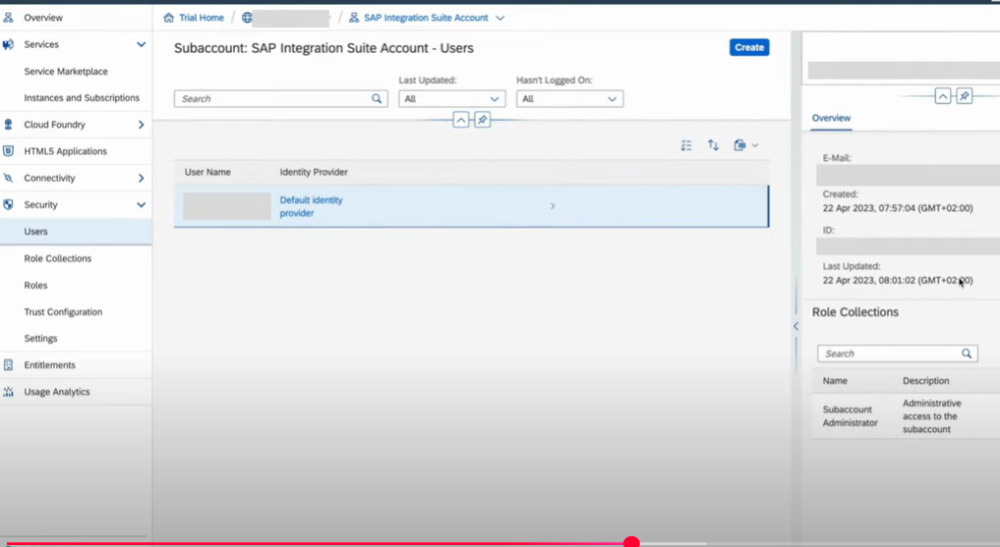 Overview
Services
Service Marketplace
Instances and Subscriptions
Cloud Foundry
HTML5 Applications
Connectivity
Security
Users
Role Collections
Roles
Trust Configuration
Settings
Entitlements
Usage Analytics
Trial Home / / SAP Integration Suite Account
Subaccount: SAP Integration Suite Account - Users
Create
Last Updated: Hasn't Logged On:
Search All All
User Name Identity Provider
Default identity
provider
Overview
E-Mail:
Created:
22 Apr 2023, 07:57:04 (GMT+02:00)
ID:
Last Updated:
22 Apr 2023, 08:01:02 (GMT+02:00)
Role Collections
Search
Name Description
Subaccount
Administrator
Administrative
access to the
subaccount